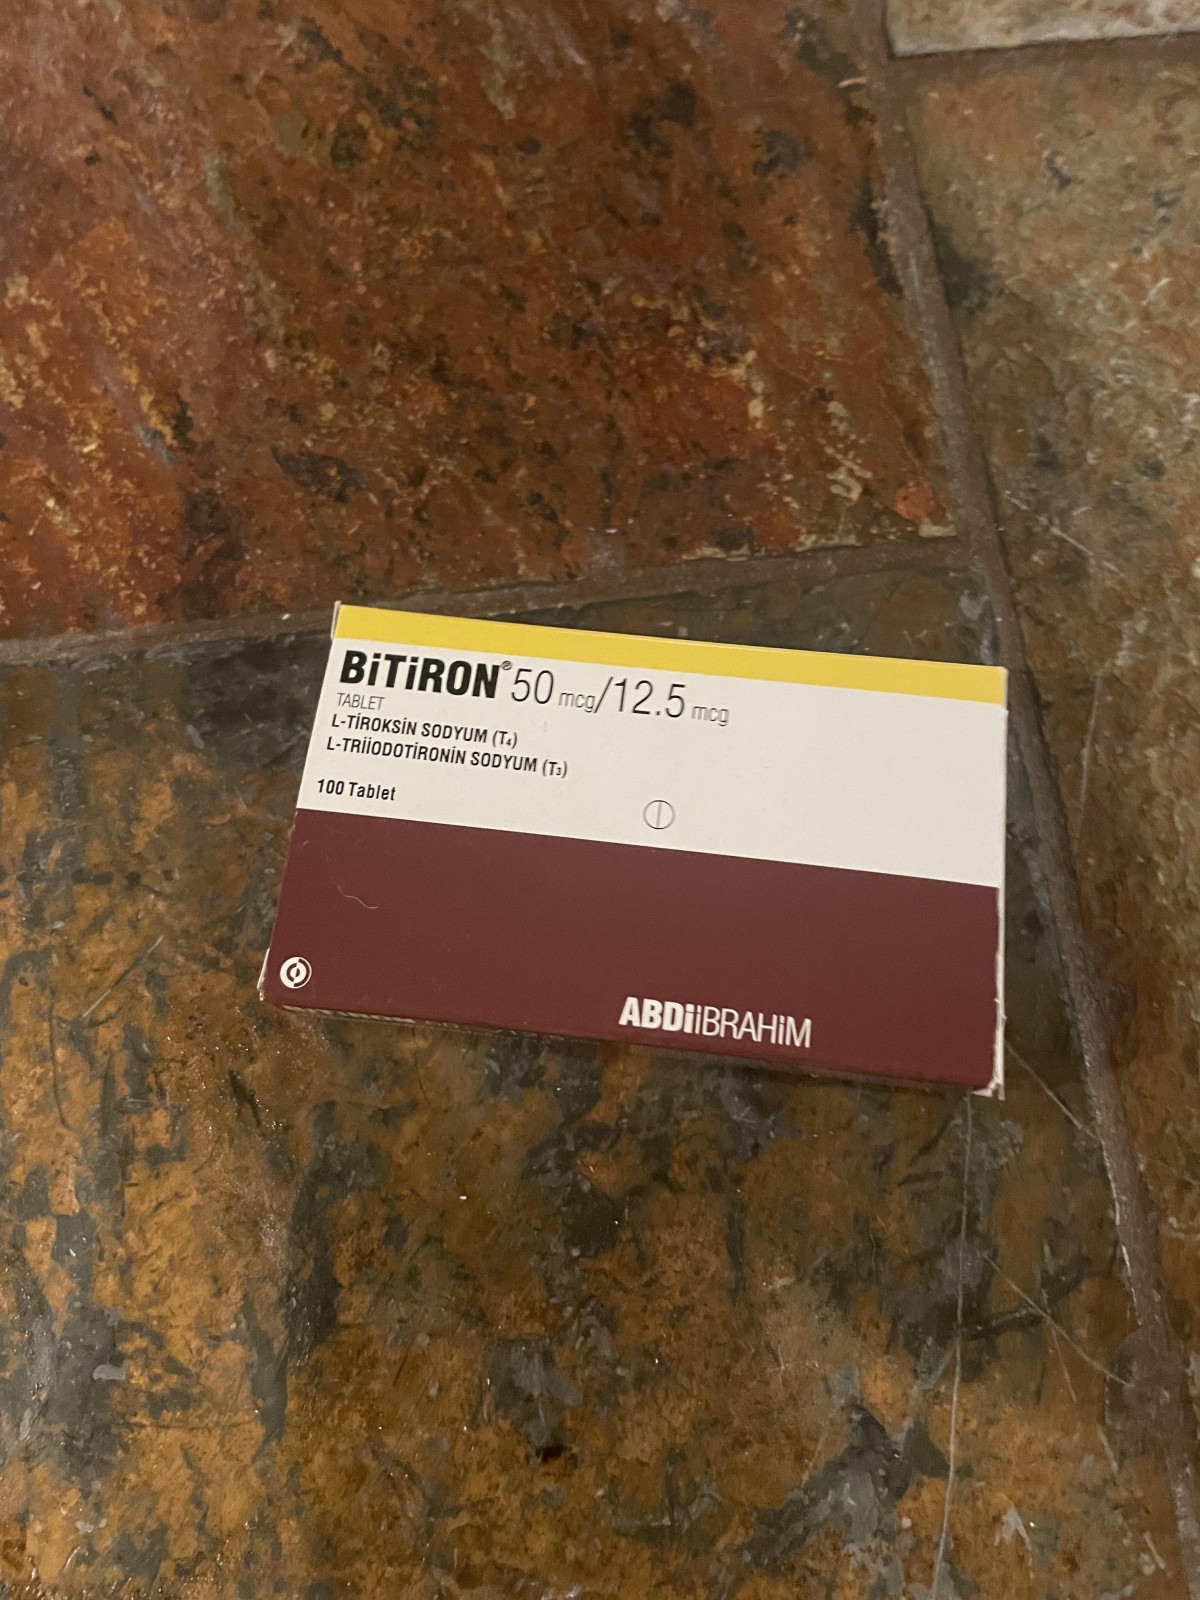 BiTiRON® 50 mcg/12.5 mcg
TABLET
L-TİROKSİN SODYUM (T₄)
L-TRİİODOTİRONİN SODYUM (T₃)
100 Tablet
ABDİİBRAHİM